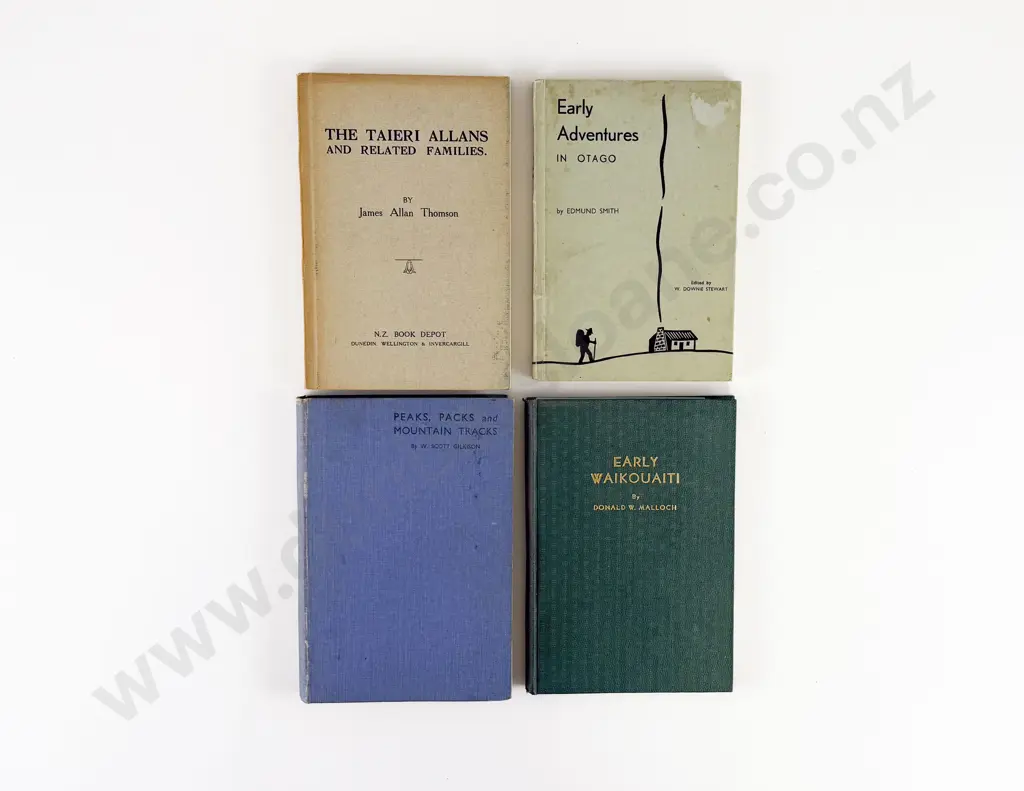 THE TAIERI ALLANS
AND RELATED FAMILIES.
BY
James Allan Thomson
N.Z. BOOK DEPOT
DUNEDIN, WELLINGTON & INVERCARGILL
Early
Adventures
IN OTAGO
by EDMUND SMITH
Edited by
W. DOWNIE STEWART
PEAKS, PACKS and
MOUNTAIN TRACKS
By W. SCOTT GILKISON
EARLY
WAIKOUAITI
By
DONALD W. MALLOCH